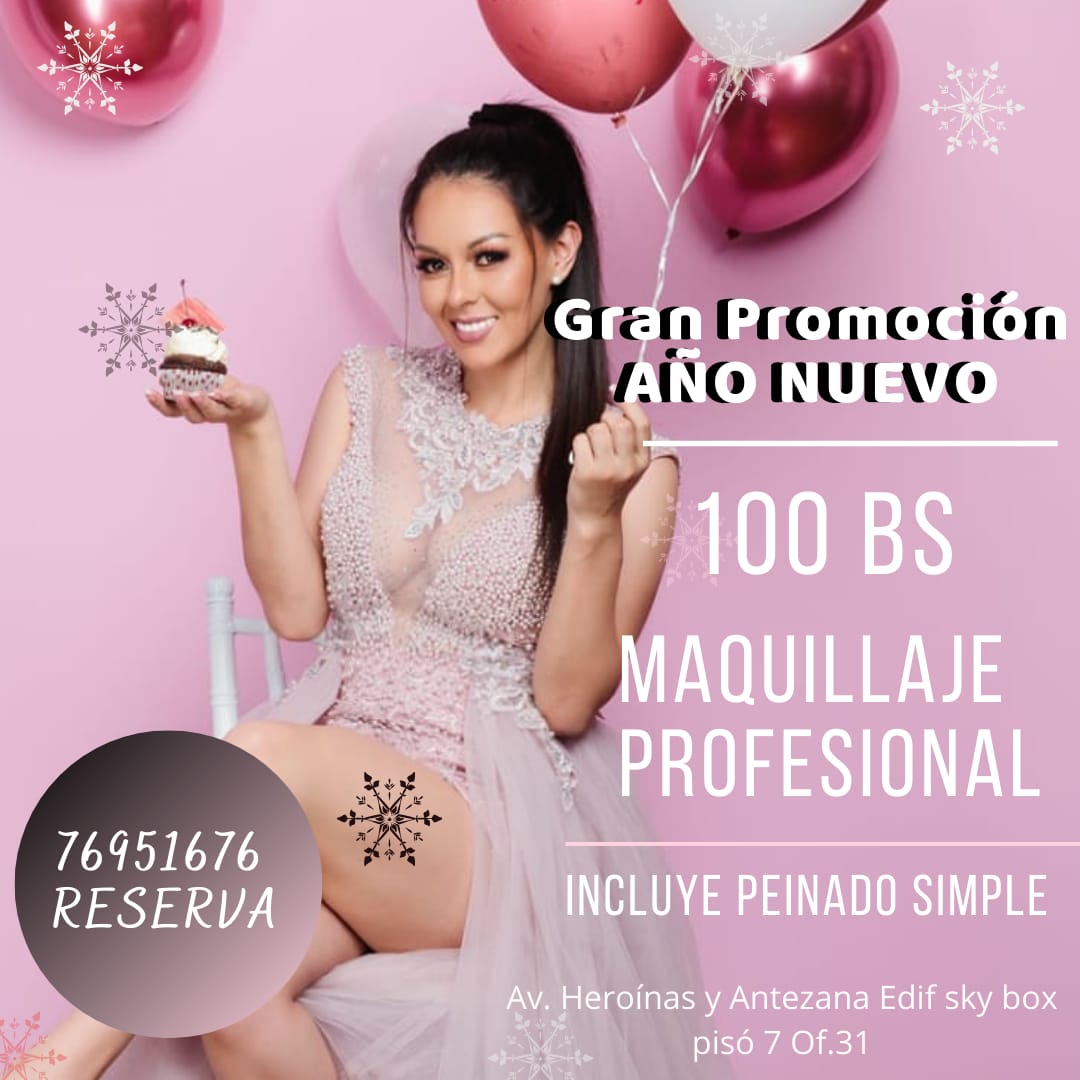 Gran Promoción
AÑO NUEVO
100 BS
MAQUILLAJE
PROFESIONAL
76951676
RESERVA
INCLUYE PEINADO SIMPLE
Av. Heroínas y Antezana Edif sky box
pisó 7 Of.31